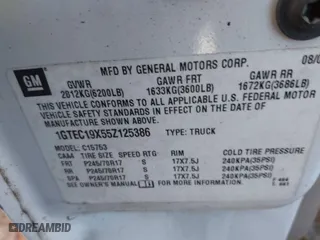 GM
MFD BY GENERAL MOTORS CORP. 08/0
GVWR GAWR FRT GAWR RR
2812KG(6200LB) 1633KG(3600LB) 1672KG(3686LB)
THIS VEHICLE CONFORMS TO ALL APPLICABLE U.S. FEDERAL MOTOR
VEHICLE SAFETY STANDARDS IN EFFECT ON THE DATE OF
MANUFACTURE SHOWN ABOVE.
1GTEC19X55Z125386 TYPE: TRUCK
MODEL: C15753
TIRE SIZE SPEED RTG RIM COLD TIRE PRESSURE
FRT P245/70R17 S 17X7.5J 240KPA(35PSI)
RR P245/70R17 S 17X7.5J 240KPA(35PSI)
SPA P245/70R17 S 17X7.5J 240KPA(35PSI)
SEE OWNER'S MANUAL FOR MORE INFORMATION